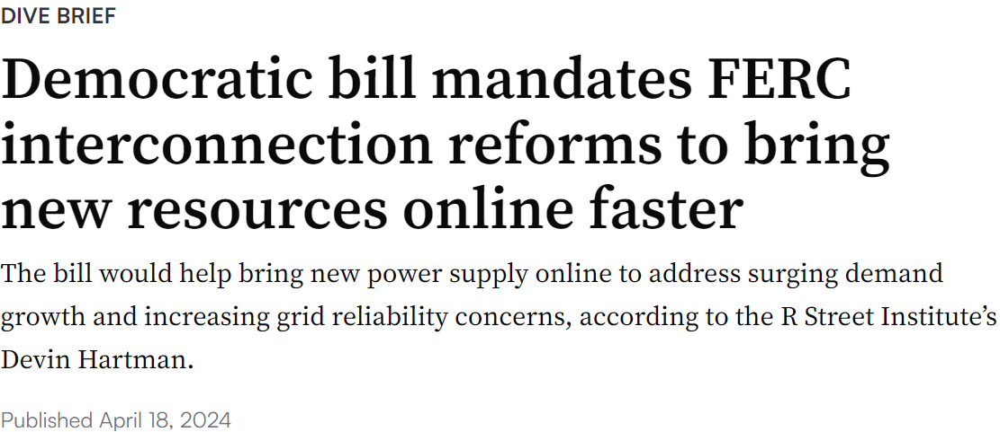 DIVE BRIEF
Democratic bill mandates FERC
interconnection reforms to bring
new resources online faster
The bill would help bring new power supply online to address surging demand
growth and increasing grid reliability concerns, according to the R Street Institute’s
Devin Hartman.
Published April 18, 2024